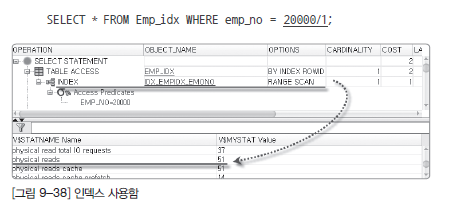 SELECT * FROM Emp_idx WHERE emp_no = 20000/1;
OPERATION OBJECT_NAME OPTIONS CARDINALITY COST LA
SELECT STATEMENT 2
TABLE ACCESS EMP_IDX BY INDEX ROWID 1 2
INDEX IDX_EMPIDX_EMONO RANGE SCAN 1 1
Access Predicates
EMP_NO=20000
V$STATNAME Name V$MYSTAT Value
physical read total IO requests 37
physical reads 51
physical reads cache 51
physical reads cache prefetch 14
[그림 9-38] 인덱스 사용함